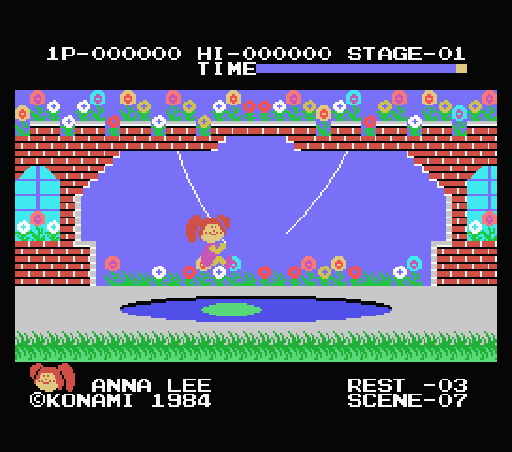 1P-000000 HI-000000 STAGE-01
TIME
ANNA LEE REST -03
©KONAMI 1984 SCENE-07